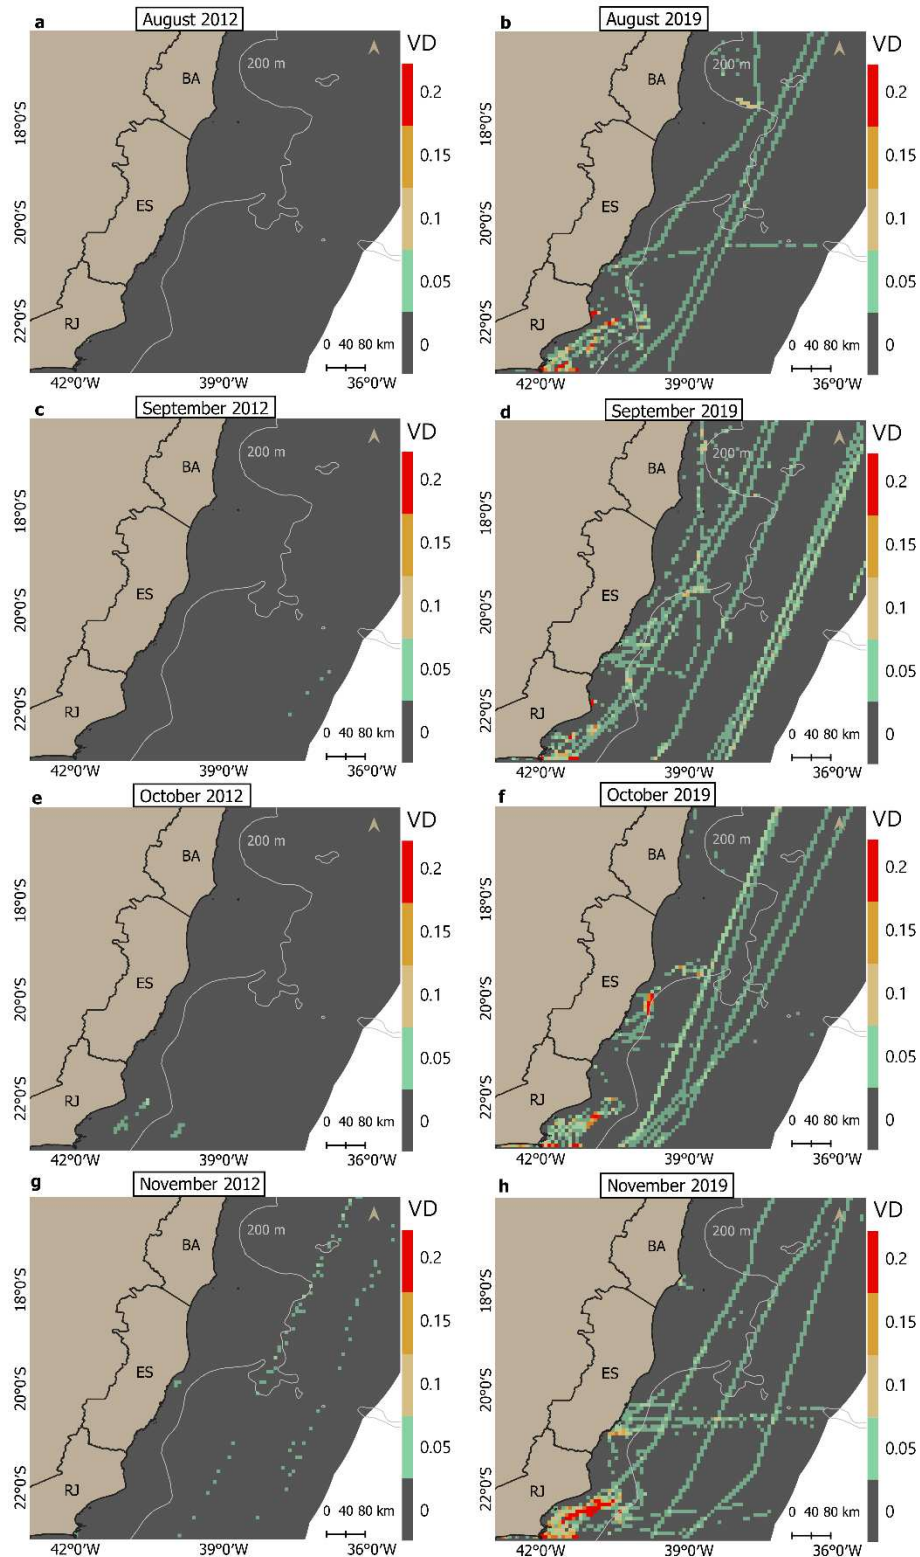 a August 2012
VD
0.2
0.15
0.1
0.05
0
BA
ES
RJ
200 m
18°0'S
20°0'S
22°0'S
0 40 80 km
42°0'W 39°0'W 36°0'W
b August 2019
VD
0.2
0.15
0.1
0.05
0
BA
ES
RJ
200 m
18°0'S
20°0'S
22°0'S
0 40 80 km
42°0'W 39°0'W 36°0'W
c September 2012
VD
0.2
0.15
0.1
0.05
0
BA
ES
RJ
200 m
18°0'S
20°0'S
22°0'S
0 40 80 km
42°0'W 39°0'W 36°0'W
d September 2019
VD
0.2
0.15
0.1
0.05
0
BA
ES
RJ
200 m
18°0'S
20°0'S
22°0'S
0 40 80 km
42°0'W 39°0'W 36°0'W
e October 2012
VD
0.2
0.15
0.1
0.05
0
BA
ES
RJ
200 m
18°0'S
20°0'S
22°0'S
0 40 80 km
42°0'W 39°0'W 36°0'W
f October 2019
VD
0.2
0.15
0.1
0.05
0
BA
ES
RJ
200 m
18°0'S
20°0'S
22°0'S
0 40 80 km
42°0'W 39°0'W 36°0'W
g November 2012
VD
0.2
0.15
0.1
0.05
0
BA
ES
RJ
200 m
18°0'S
20°0'S
22°0'S
0 40 80 km
42°0'W 39°0'W 36°0'W
h November 2019
VD
0.2
0.15
0.1
0.05
0
BA
ES
RJ
200 m
18°0'S
20°0'S
22°0'S
0 40 80 km
42°0'W 39°0'W 36°0'W